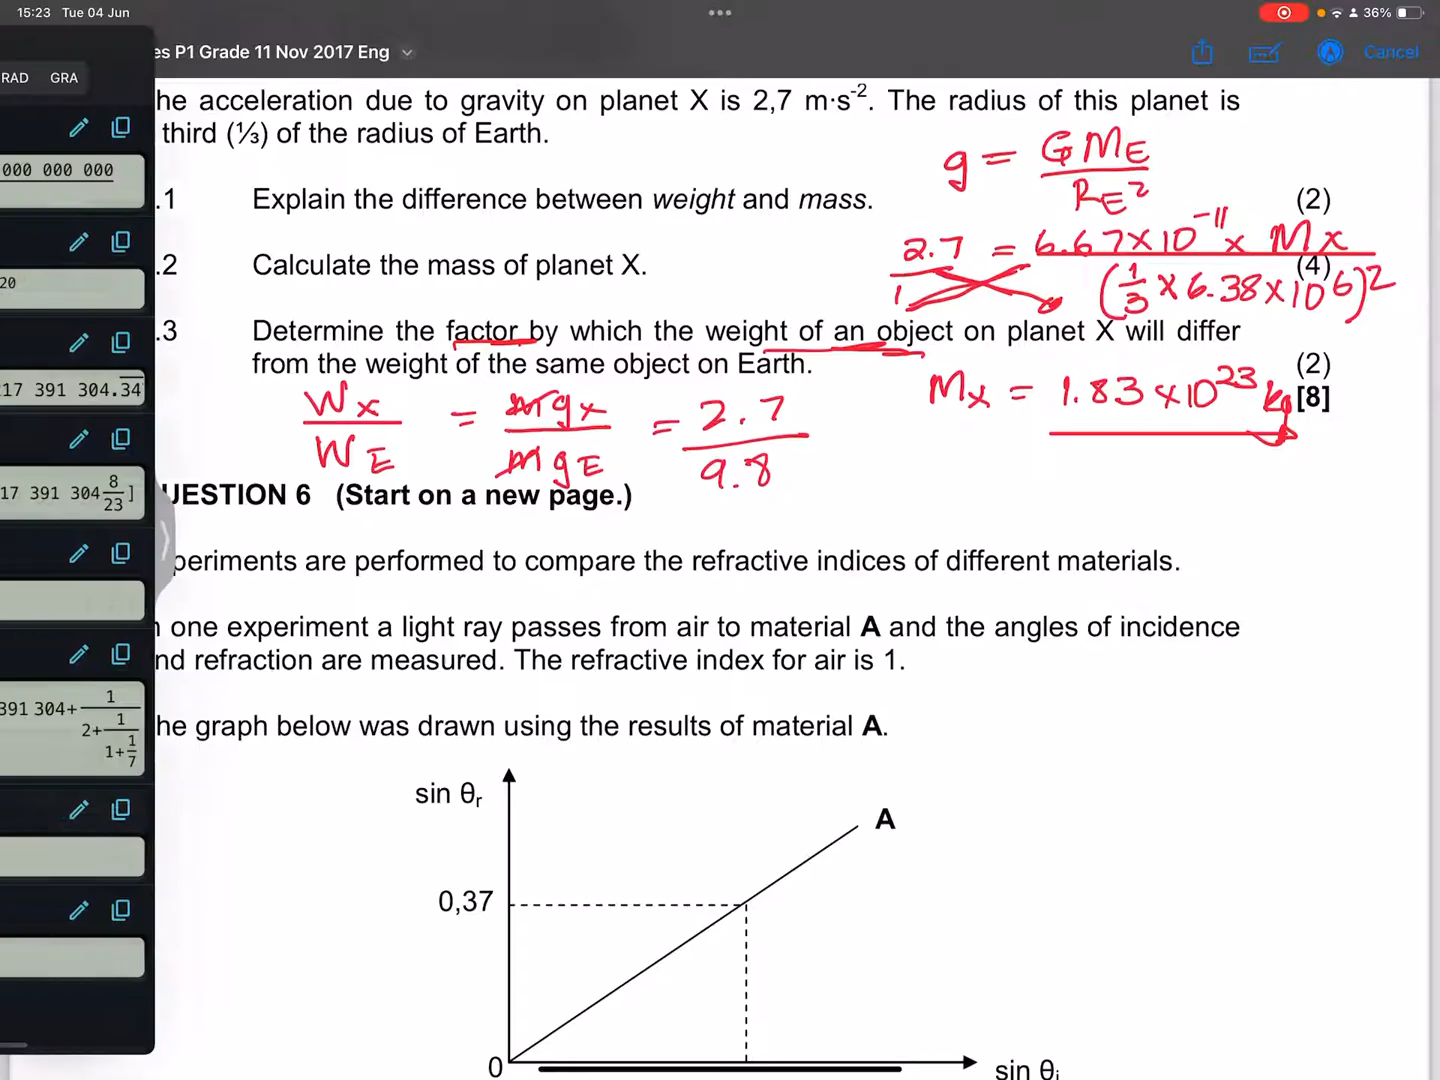 15:23 Tue 04 Jun
36%
es P1 Grade 11 Nov 2017 Eng
Cancel
RAD GRA
he acceleration due to gravity on planet X is 2,7 m·s⁻². The radius of this planet is
third (⅓) of the radius of Earth.
g = GME / RE²
000 000 000
.1 Explain the difference between weight and mass. (2)
2.7 / 1 = 6.67×10⁻¹¹ × Mx / (1/3 × 6.38×10⁶)²
.2 Calculate the mass of planet X. (4)
20
.3 Determine the factor by which the weight of an object on planet X will differ
from the weight of the same object on Earth. (2)
[8]
Mx = 1.83 ×10²³ kg
17 391 304.34
Wx / WE = mgx / mgE = 2.7 / 9.8
17 391 304 8/23]
UESTION 6 (Start on a new page.)
periments are performed to compare the refractive indices of different materials.
one experiment a light ray passes from air to material A and the angles of incidence
nd refraction are measured. The refractive index for air is 1.
391 304+ 1/(2+ 1/(1+ 1/7))
he graph below was drawn using the results of material A.
sin θr
A
0,37
0
sin θi